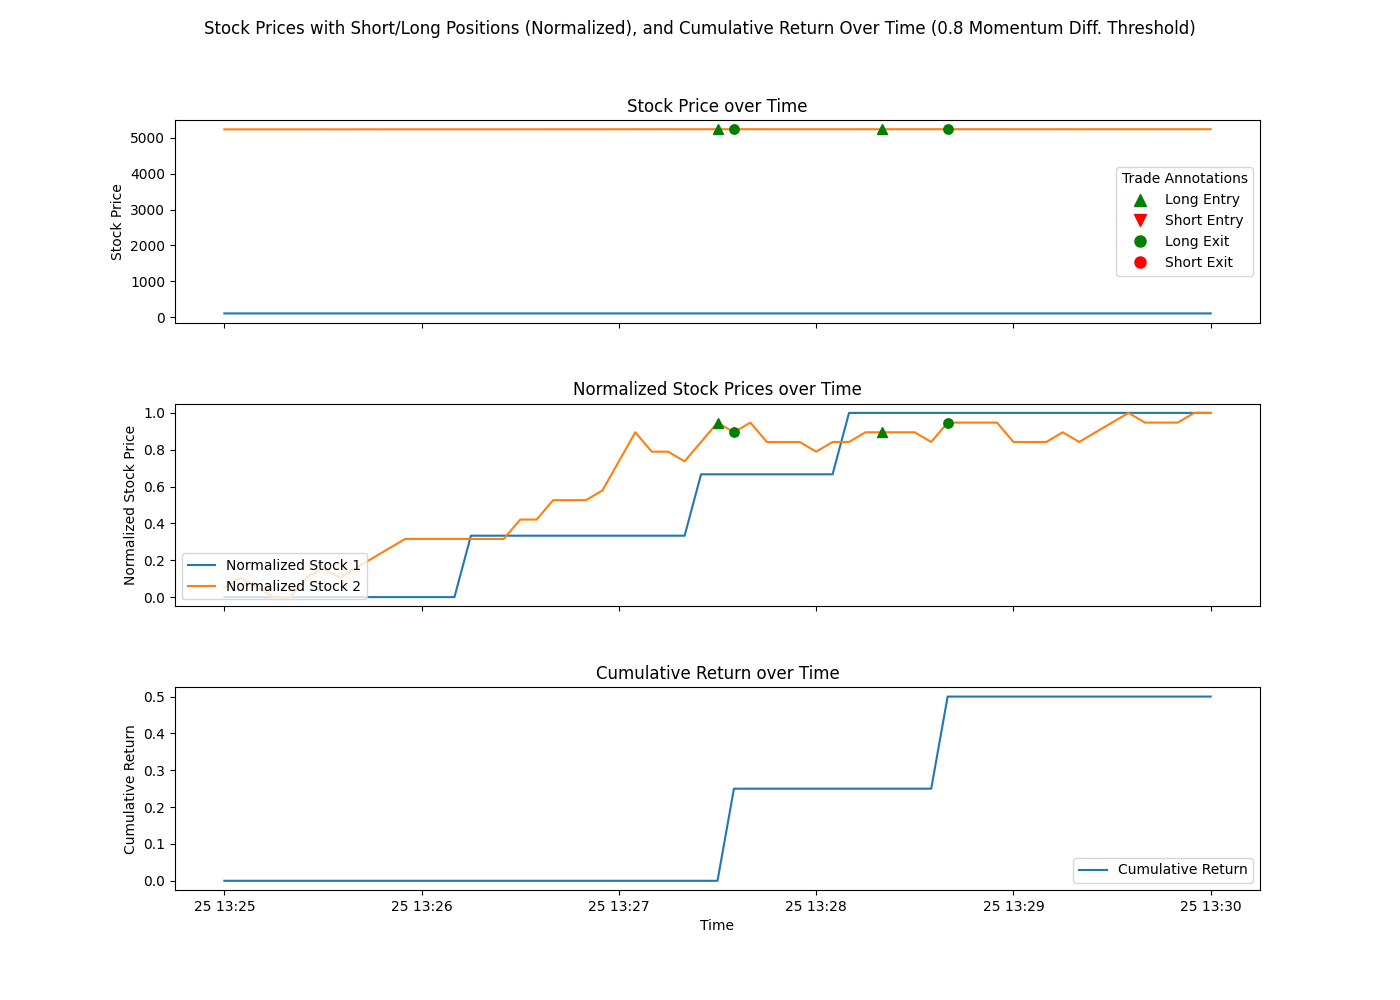 Stock Prices with Short/Long Positions (Normalized), and Cumulative Return Over Time (0.8 Momentum Diff. Threshold)
Stock Price over Time
Stock Price
5000
4000
3000
2000
1000
0
Trade Annotations
Long Entry
Short Entry
Long Exit
Short Exit
Normalized Stock Prices over Time
Normalized Stock Price
1.0
0.8
0.6
0.4
0.2
0.0
Normalized Stock 1
Normalized Stock 2
Cumulative Return over Time
Cumulative Return
0.5
0.4
0.3
0.2
0.1
0.0
Cumulative Return
25 13:25 25 13:26 25 13:27 25 13:28 25 13:29 25 13:30
Time